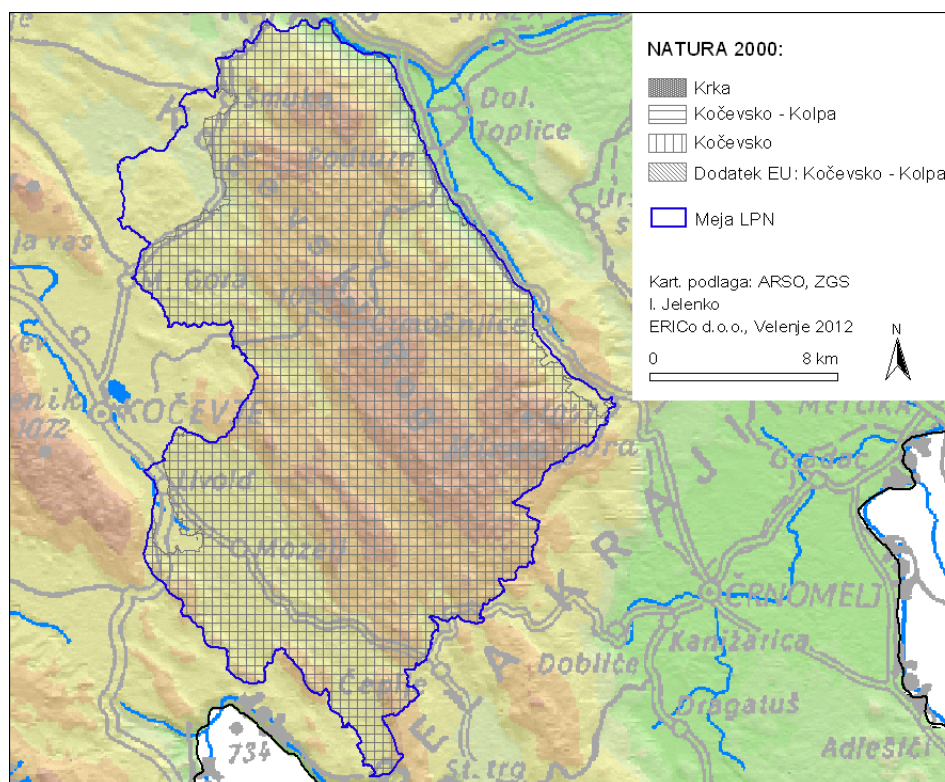 NATURA 2000:
Krka
Kočevsko - Kolpa
Kočevsko
Dodatek EU: Kočevsko - Kolpa
Meja LPN
Kart. podlaga: ARSO, ZGS
I. Jelenko
ERICo d.o.o., Velenje 2012
N
0 8 km
Smuka
Dol.
Toplice
Podturn
ja vas
Gora
KOČEVJE
1072
Livold
Mozelj
METLIKA
Gradac
ČRNOMELJ
Kanižarica
Dobliče
Dragatuš
Adlešiči
Čeplje
734
St. trg